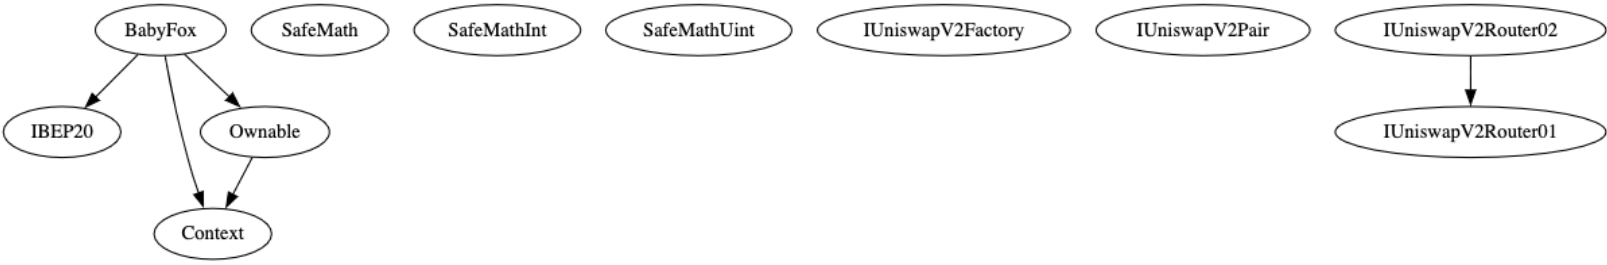 BabyFox
SafeMath
SafeMathInt
SafeMathUint
IUniswapV2Factory
IUniswapV2Pair
IUniswapV2Router02
IBEP20
Ownable
IUniswapV2Router01
Context